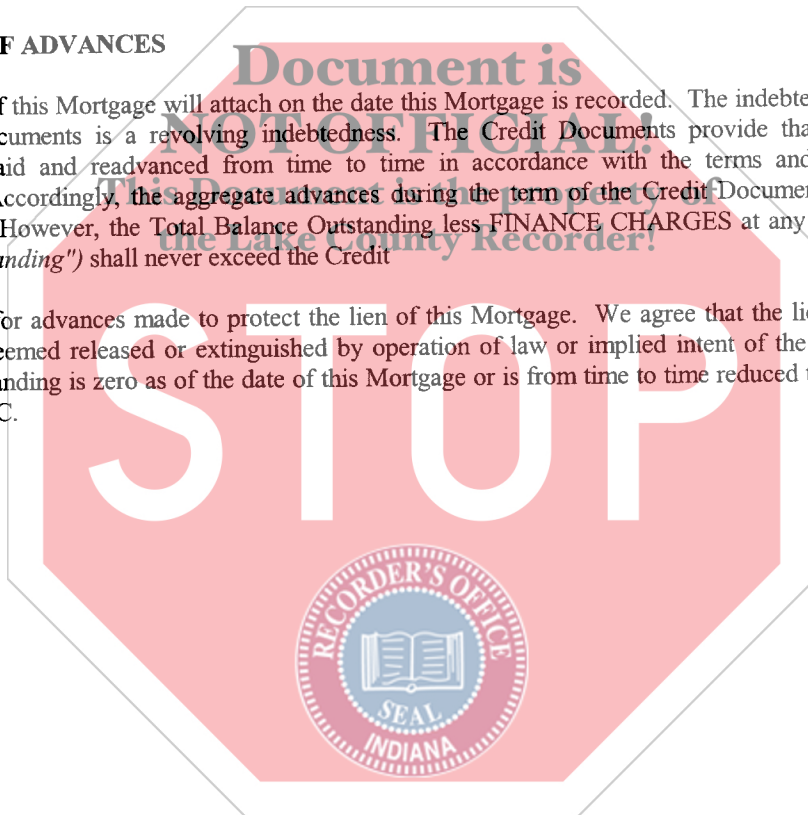 F ADVANCES
Document is
f this Mortgage will attach on the date this Mortgage is recorded. The indebte
NOT OFFICIAL!
cuments is a revolving indebtedness. The Credit Documents provide tha
aid and readvanced from time to time in accordance with the terms and
This Document is the property of
Accordingly, the aggregate advances during the term of the Credit Documen
However, the Total Balance Outstanding less FINANCE CHARGES at any
the Lake County Recorder!
anding") shall never exceed the Credit
for advances made to protect the lien of this Mortgage. We agree that the lie
eemed released or extinguished by operation of law or implied intent of the
anding is zero as of the date of this Mortgage or is from time to time reduced t
C.
STOP
RECORDER'S OFFICE
SEAL
INDIANA